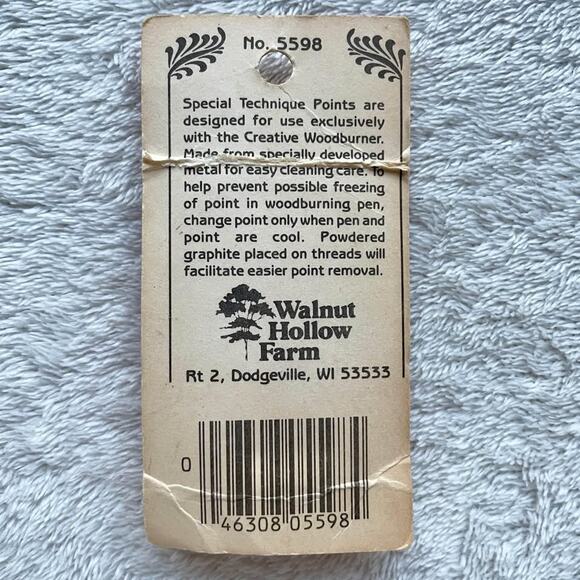 No. 5598
Special Technique Points are
designed for use exclusively
with the Creative Woodburner.
Made from specially developed
metal for easy cleaning care. To
help prevent possible freezing
of point in woodburning pen,
change point only when pen and
point are cool. Powdered
graphite placed on threads will
facilitate easier point removal.
Walnut
Hollow
Farm
Rt 2, Dodgeville, WI 53533
0
46308 05598